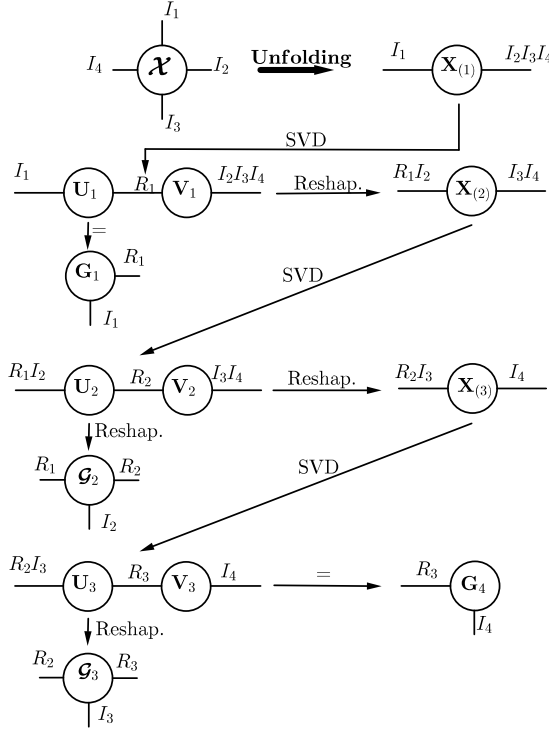 I₁
I₄ 𝓧 I₂ Unfolding I₁ X₍₁₎ I₂I₃I₄
I₃
SVD
I₁ U₁ R₁ V₁ I₂I₃I₄ Reshap. R₁I₂ X₍₂₎ I₃I₄
=
G₁ R₁
I₁
SVD
R₁I₂ U₂ R₂ V₂ I₃I₄ Reshap. R₂I₃ X₍₃₎ I₄
Reshap.
R₁ 𝓖₂ R₂
SVD
I₂
R₂I₃ U₃ R₃ V₃ I₄ = R₃ G₄
I₄
Reshap.
R₂ 𝓖₃ R₃
I₃